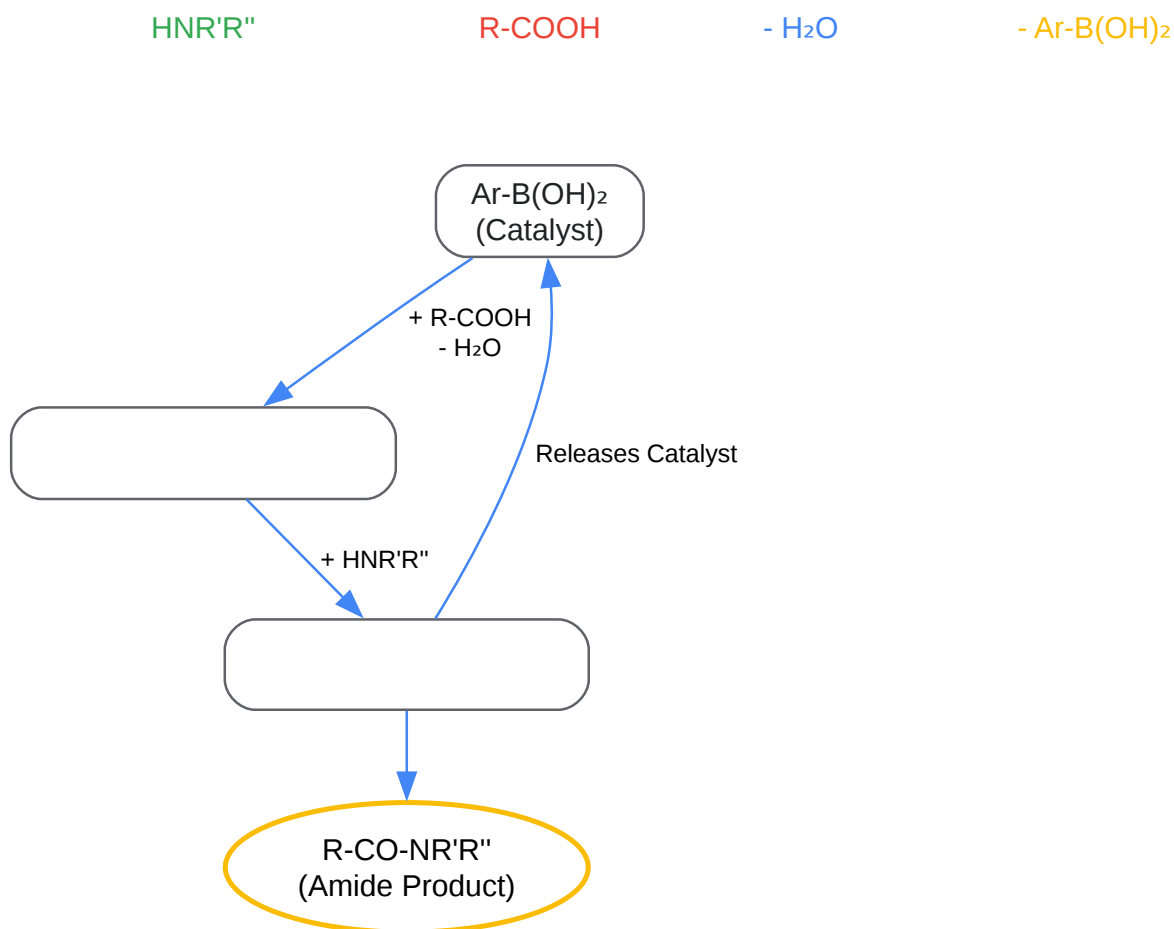 HNR'R" R-COOH - H₂O - Ar-B(OH)₂
Ar-B(OH)₂
(Catalyst)
+ R-COOH
- H₂O
Releases Catalyst
+ HNR'R"
R-CO-NR'R"
(Amide Product)